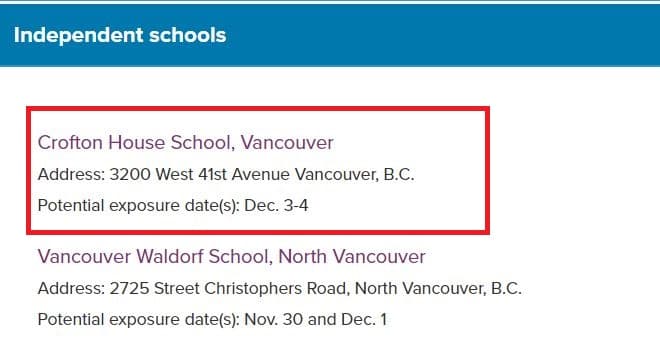 Independent schools
Crofton House School, Vancouver
Address: 3200 West 41st Avenue Vancouver, B.C.
Potential exposure date(s): Dec. 3-4
Vancouver Waldorf School, North Vancouver
Address: 2725 Street Christophers Road, North Vancouver, B.C.
Potential exposure date(s): Nov. 30 and Dec. 1